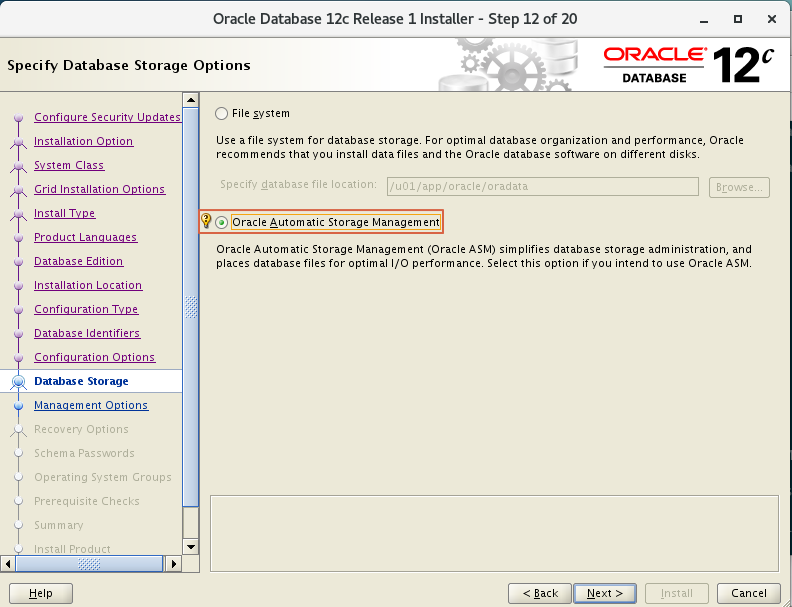 Oracle Database 12c Release 1 Installer - Step 12 of 20
Specify Database Storage Options
ORACLE
DATABASE
12c
Configure Security Updates
Installation Option
System Class
Grid Installation Options
Install Type
Product Languages
Database Edition
Installation Location
Configuration Type
Database Identifiers
Configuration Options
Database Storage
Management Options
Recovery Options
Schema Passwords
Operating System Groups
Prerequisite Checks
Summary
Install Product
File system
Use a file system for database storage. For optimal database organization and performance, Oracle
recommends that you install data files and the Oracle database software on different disks.
Specify database file location: /u01/app/oracle/oradata Browse...
Oracle Automatic Storage Management
Oracle Automatic Storage Management (Oracle ASM) simplifies database storage administration, and
places database files for optimal I/O performance. Select this option if you intend to use Oracle ASM.
Help < Back Next > Install Cancel